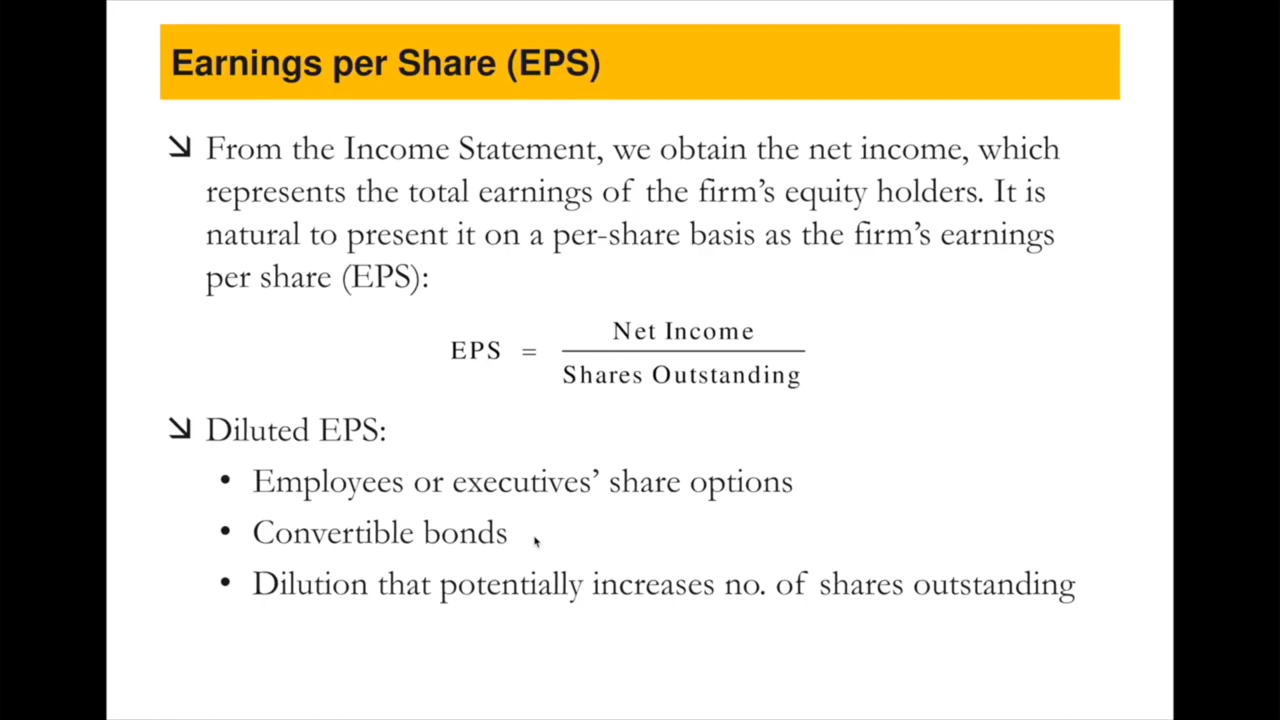 Earnings per Share (EPS)
From the Income Statement, we obtain the net income, which
represents the total earnings of the firm’s equity holders. It is
natural to present it on a per-share basis as the firm’s earnings
per share (EPS):
EPS = Net Income
Shares Outstanding
Diluted EPS:
• Employees or executives’ share options
• Convertible bonds
• Dilution that potentially increases no. of shares outstanding